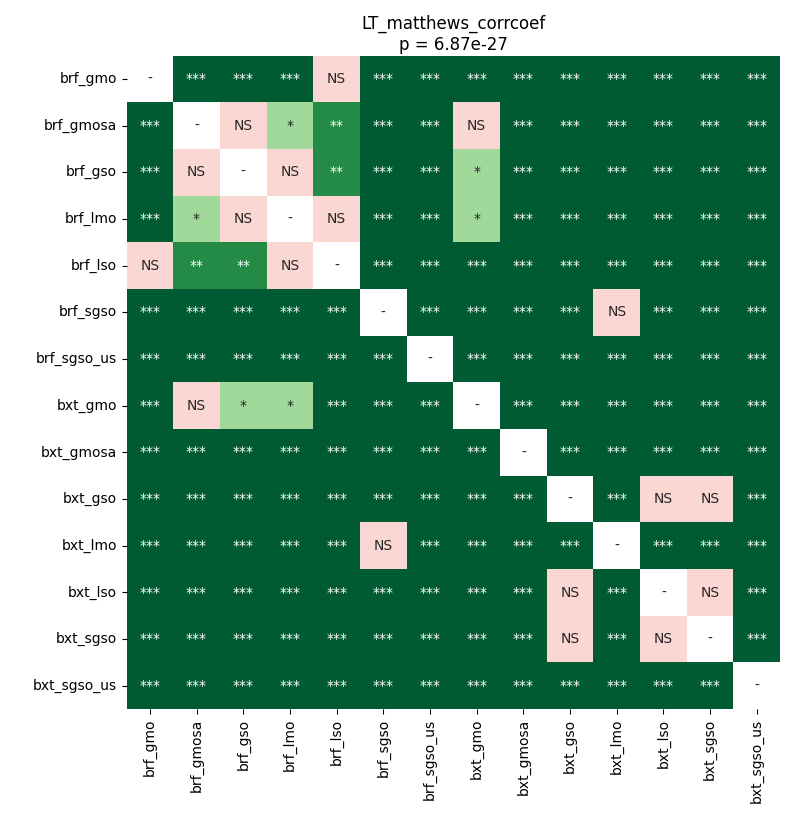 LT_matthews_corrcoef
p = 6.87e-27
brf_gmo - *** *** *** NS *** *** *** *** *** *** *** *** ***
brf_gmosa *** - NS * ** *** *** NS *** *** *** *** *** ***
brf_gso *** NS - NS ** *** *** * *** *** *** *** *** ***
brf_lmo *** * NS - NS *** *** * *** *** *** *** *** ***
brf_lso NS ** ** NS - *** *** *** *** *** *** *** *** ***
brf_sgso *** *** *** *** *** - *** *** *** *** NS *** *** ***
brf_sgso_us *** *** *** *** *** *** - *** *** *** *** *** *** ***
bxt_gmo *** NS * * *** *** *** - *** *** *** *** *** ***
bxt_gmosa *** *** *** *** *** *** *** *** - *** *** *** *** ***
bxt_gso *** *** *** *** *** *** *** *** *** - *** NS NS ***
bxt_lmo *** *** *** *** *** NS *** *** *** *** - *** *** ***
bxt_lso *** *** *** *** *** *** *** *** *** NS *** - NS ***
bxt_sgso *** *** *** *** *** *** *** *** *** NS *** NS - ***
bxt_sgso_us *** *** *** *** *** *** *** *** *** *** *** *** *** -
brf_gmo brf_gmosa brf_gso brf_lmo brf_lso brf_sgso brf_sgso_us bxt_gmo bxt_gmosa bxt_gso bxt_lmo bxt_lso bxt_sgso bxt_sgso_us